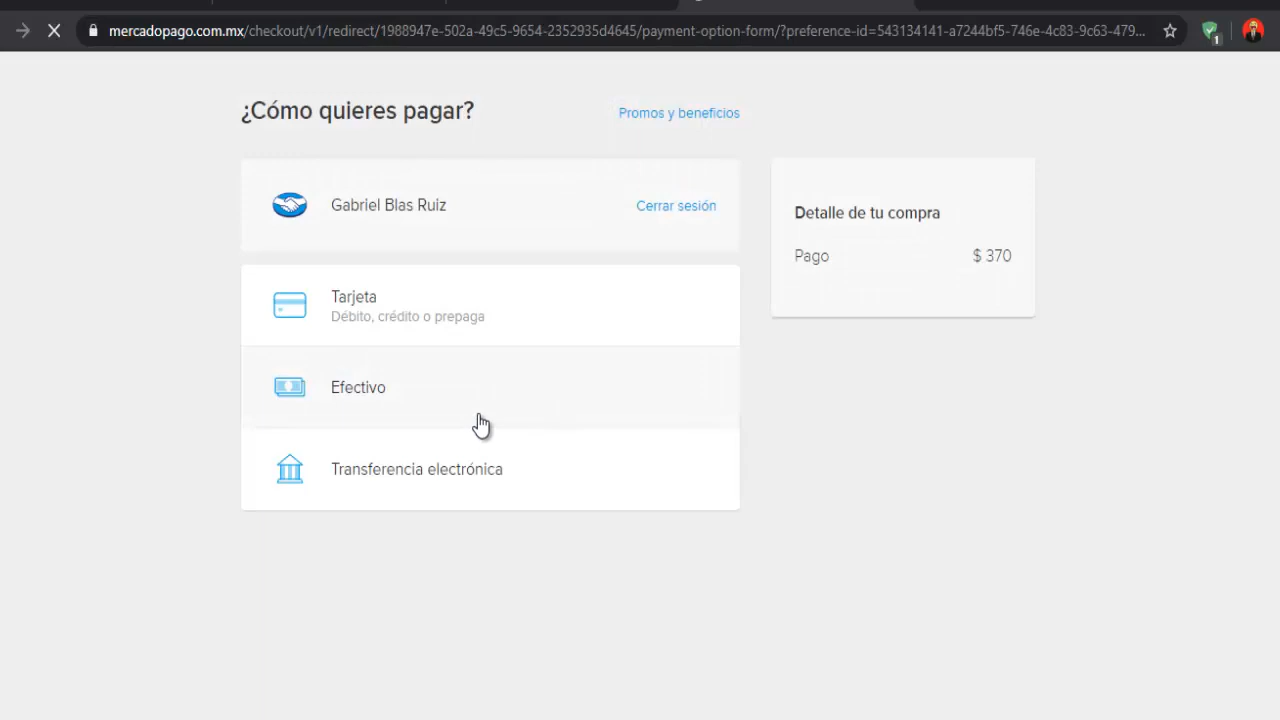 mercadopago.com.mx/checkout/v1/redirect/1988947e-502a-49c5-9654-2352935d4645/payment-option-form/?preference-id=543134141-a7244bf5-746e-4c83-9c63-479...
1
¿Cómo quieres pagar?
Promos y beneficios
Gabriel Blas Ruiz
Cerrar sesión
Detalle de tu compra
Pago $ 370
Tarjeta
Débito, crédito o prepaga
Efectivo
Transferencia electrónica